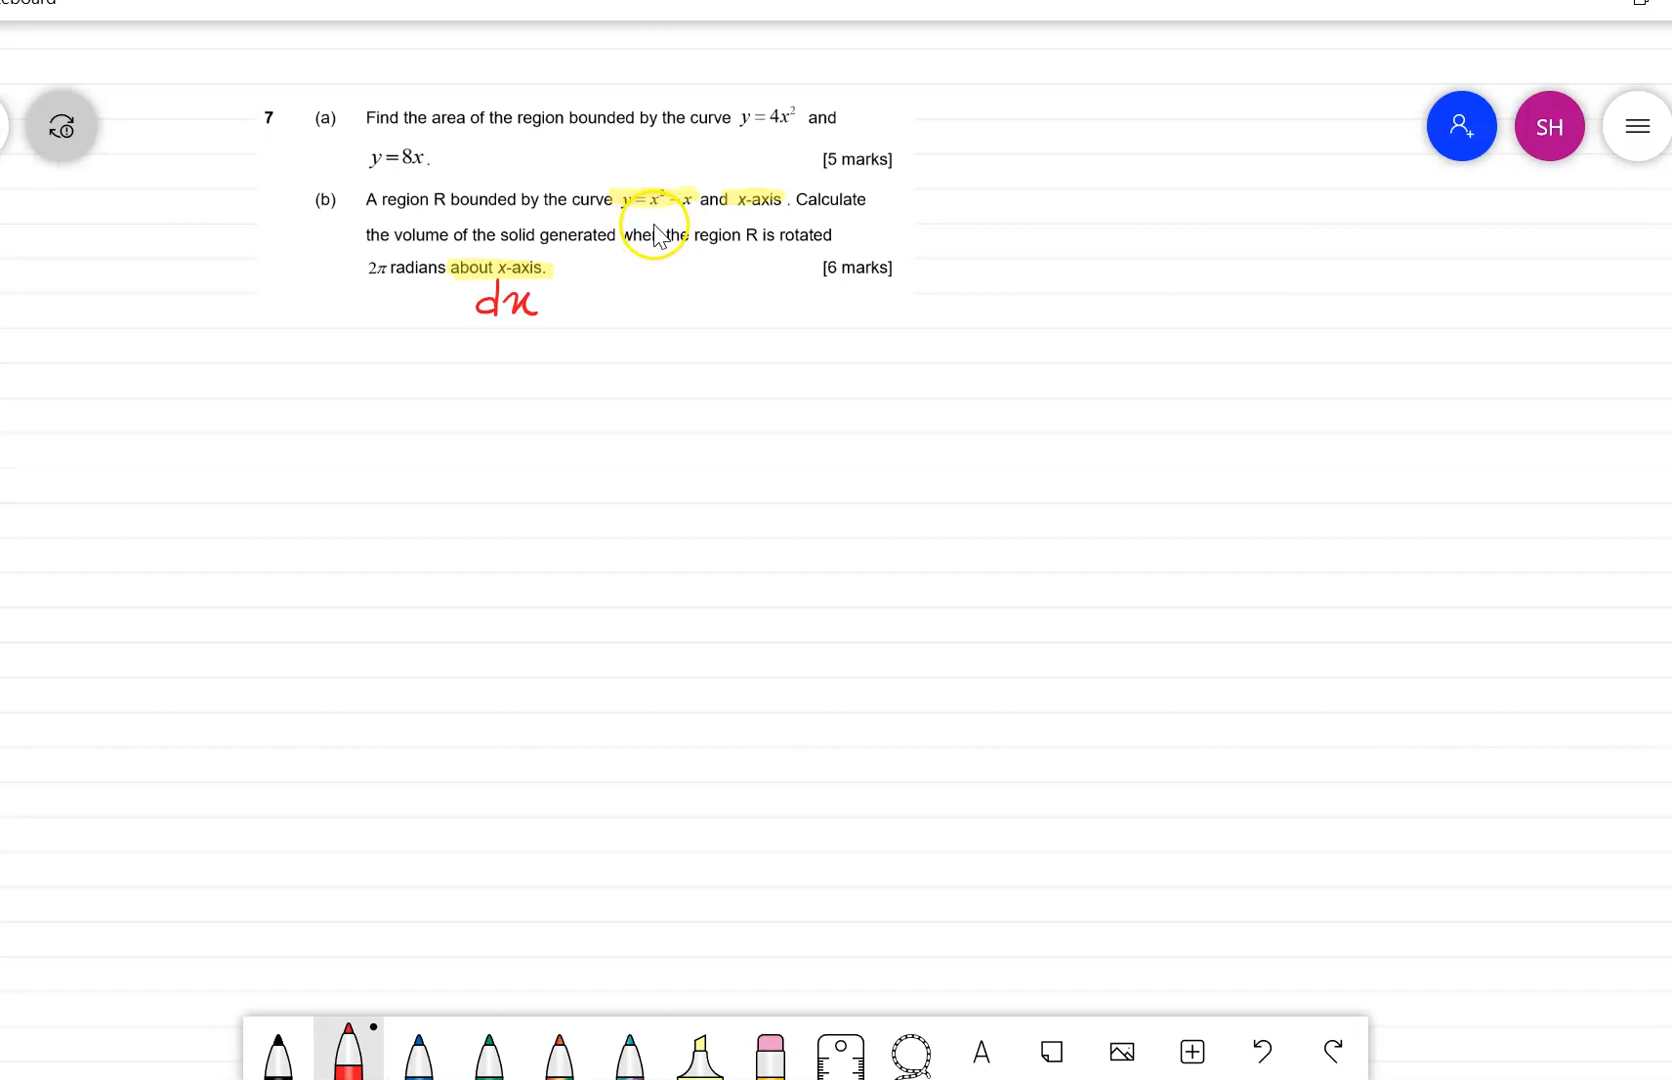 7 (a) Find the area of the region bounded by the curve y = 4x² and
y = 8x . [5 marks]
(b) A region R bounded by the curve y = x² - x and x-axis . Calculate
the volume of the solid generated when the region R is rotated
2π radians about x-axis. [6 marks]
dx
SH
A